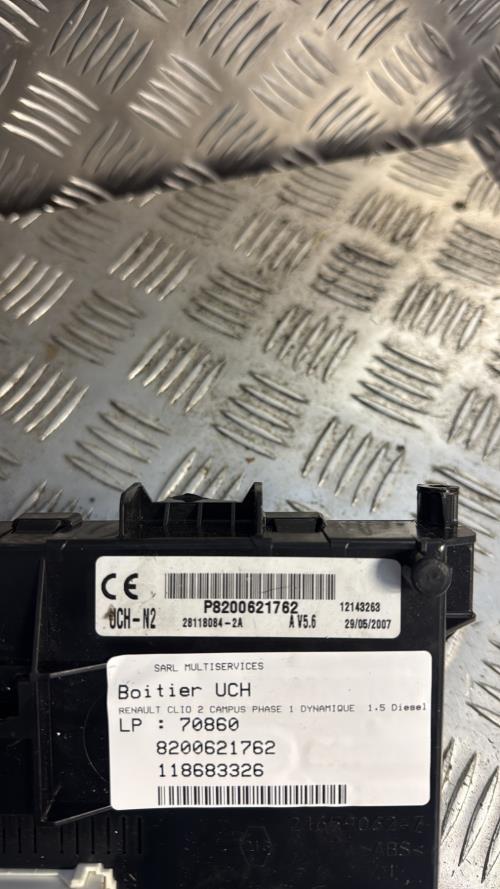 CE
P8200621762
12143263
UCH-N2
28118084-2A
A V5.6
29/05/2007
SARL MULTISERVICES
Boitier UCH
RENAULT CLIO 2 CAMPUS PHASE 1 DYNAMIQUE 1.5 Diesel
LP : 70860
8200621762
118683326
>ABS<